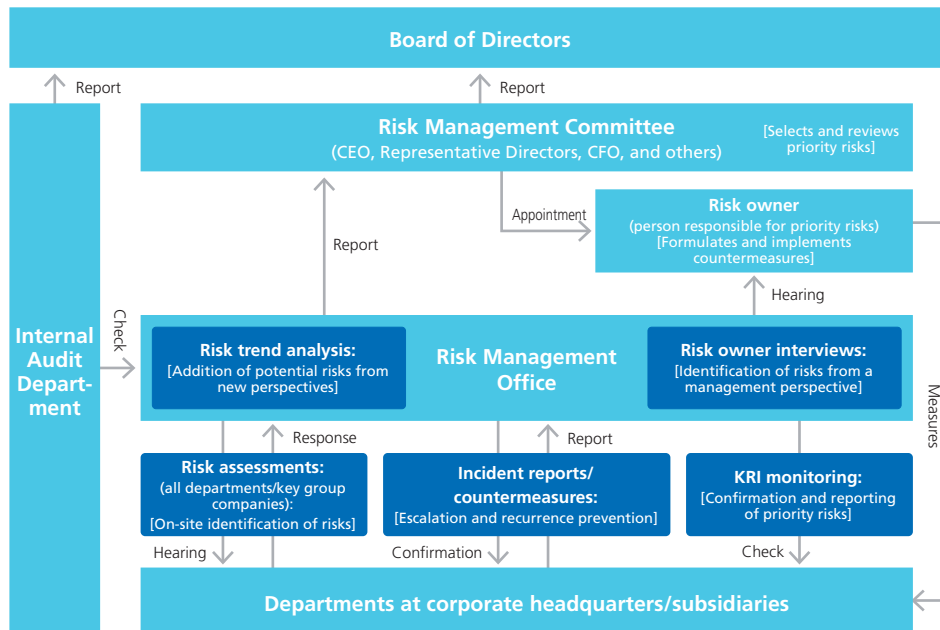 Board of Directors
Report
Report
Risk Management Committee
(CEO, Representative Directors, CFO, and others)
[Selects and reviews
priority risks]
Appointment
Risk owner
(person responsible for priority risks)
[Formulates and implements
countermeasures]
Report
Hearing
Internal
Audit
Depart-
ment
Check
Risk trend analysis:
[Addition of potential risks from
new perspectives]
Risk Management
Office
Risk owner interviews:
[Identification of risks from a
management perspective]
Measures
Response
Report
Risk assessments:
(all departments/key group
companies):
[On-site identification of risks]
Incident reports/
countermeasures:
[Escalation and recurrence prevention]
KRI monitoring:
[Confirmation and reporting
of priority risks]
Hearing
Confirmation
Check
Departments at corporate headquarters/subsidiaries